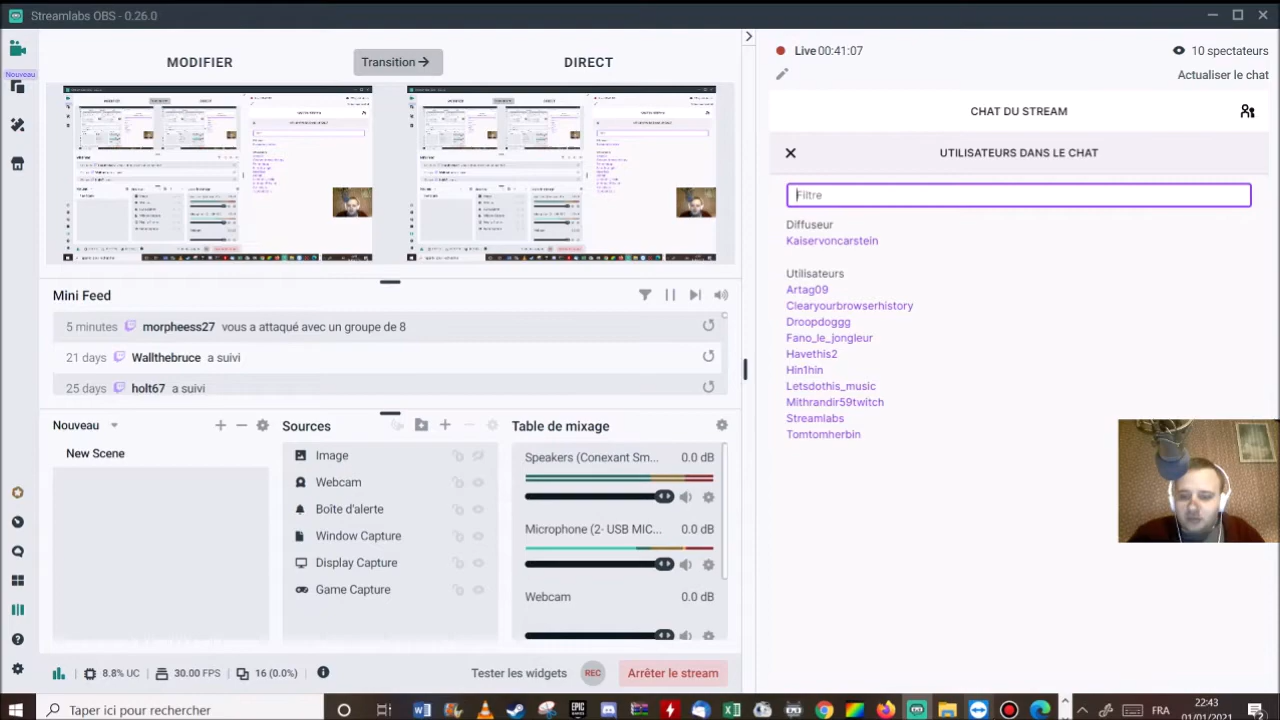 Streamlabs OBS - 0.26.0
Nouveau
MODIFIER
Transition
DIRECT
Mini Feed
5 minutes morpheess27 vous a attaqué avec un groupe de 8
21 days Wallthebruce a suivi
25 days holt67 a suivi
Nouveau
New Scene
Sources
Image
Webcam
Boîte d'alerte
Window Capture
Display Capture
Game Capture
Table de mixage
Speakers (Conexant Sm... 0.0 dB
Microphone (2- USB MIC... 0.0 dB
Webcam 0.0 dB
8.8% UC
30.00 FPS
16 (0.0%)
Tester les widgets
REC
Arrêter le stream
Live 00:41:07
10 spectateurs
Actualiser le chat
CHAT DU STREAM
UTILISATEURS DANS LE CHAT
Filtre
Diffuseur
Kaiservoncarstein
Utilisateurs
Artag09
Clearyourbrowserhistory
Droopdoggg
Fano_le_jongleur
Havethis2
Hin1hin
Letsdothis_music
Mithrandir59twitch
Streamlabs
Tomtomherbin
Taper ici pour rechercher
EPIC
GAMES
FRA
22:43
01/01/2021